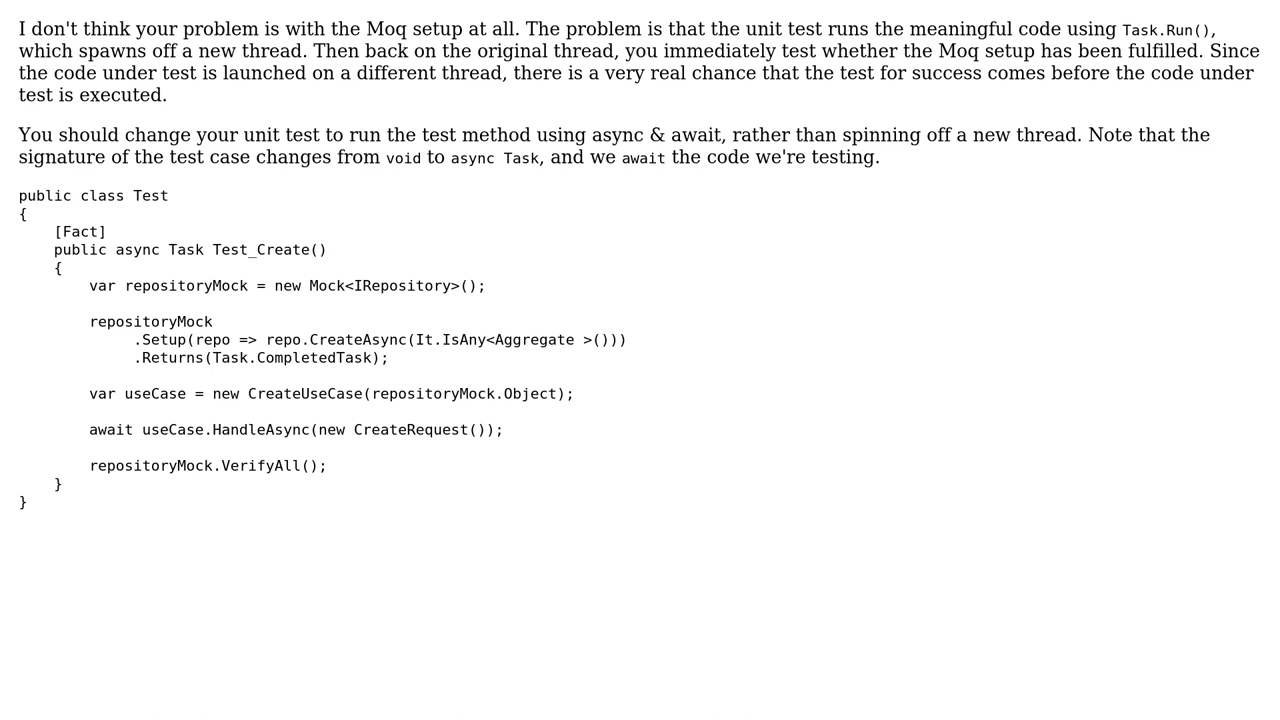 I don't think your problem is with the Moq setup at all. The problem is that the unit test runs the meaningful code using Task.Run(),
which spawns off a new thread. Then back on the original thread, you immediately test whether the Moq setup has been fulfilled. Since
the code under test is launched on a different thread, there is a very real chance that the test for success comes before the code under
test is executed.
You should change your unit test to run the test method using async & await, rather than spinning off a new thread. Note that the
signature of the test case changes from void to async Task, and we await the code we're testing.
public class Test
{
    [Fact]
    public async Task Test_Create()
    {
        var repositoryMock = new Mock<IRepository>();
        repositoryMock
             .Setup(repo => repo.CreateAsync(It.IsAny<Aggregate >()))
             .Returns(Task.CompletedTask);
        var useCase = new CreateUseCase(repositoryMock.Object);
        await useCase.HandleAsync(new CreateRequest());
        repositoryMock.VerifyAll();
    }
}